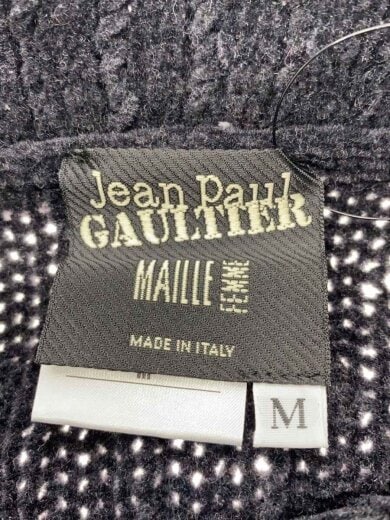 Jean Paul
GAULTIER
MAILLE FEMME
MADE IN ITALY
M